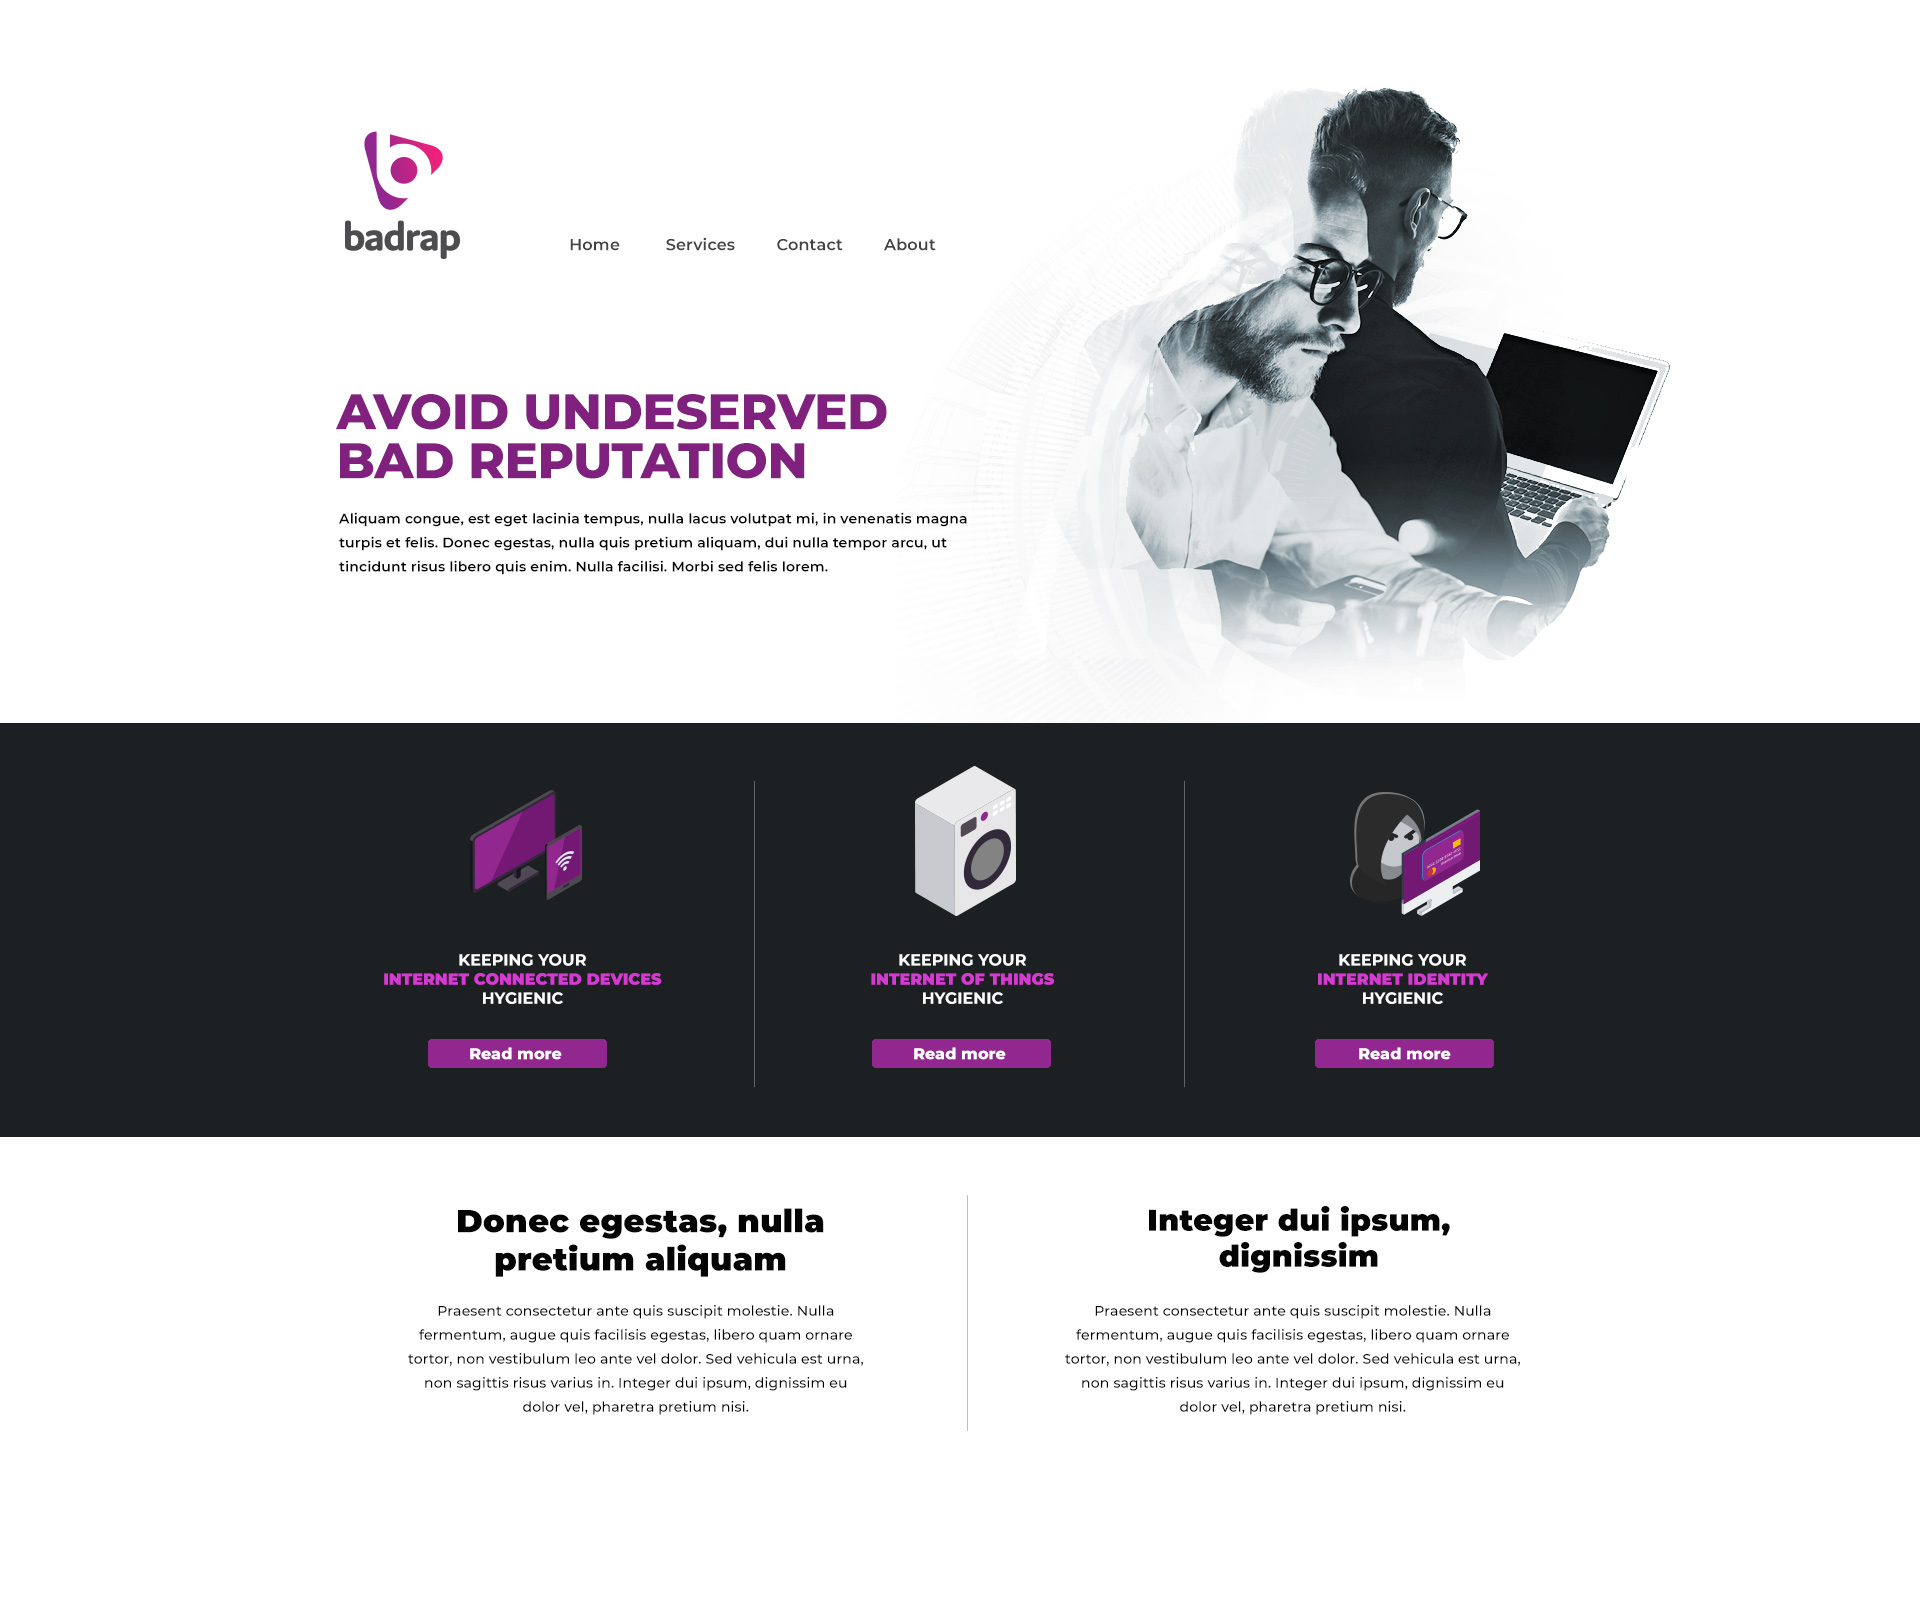 badrap
Home Services Contact About
AVOID UNDESERVED
BAD REPUTATION
Aliquam congue, est eget lacinia tempus, nulla lacus volutpat mi, in venenatis magna
turpis et felis. Donec egestas, nulla quis pretium aliquam, dui nulla tempor arcu, ut
tincidunt risus libero quis enim. Nulla facilisi. Morbi sed felis lorem.
KEEPING YOUR
INTERNET CONNECTED DEVICES
HYGIENIC
Read more
KEEPING YOUR
INTERNET OF THINGS
HYGIENIC
Read more
KEEPING YOUR
INTERNET IDENTITY
HYGIENIC
Read more
Donec egestas, nulla
pretium aliquam
Praesent consectetur ante quis suscipit molestie. Nulla
fermentum, augue quis facilisis egestas, libero quam ornare
tortor, non vestibulum leo ante vel dolor. Sed vehicula est urna,
non sagittis risus varius in. Integer dui ipsum, dignissim eu
dolor vel, pharetra pretium nisi.
Integer dui ipsum,
dignissim
Praesent consectetur ante quis suscipit molestie. Nulla
fermentum, augue quis facilisis egestas, libero quam ornare
tortor, non vestibulum leo ante vel dolor. Sed vehicula est urna,
non sagittis risus varius in. Integer dui ipsum, dignissim eu
dolor vel, pharetra pretium nisi.